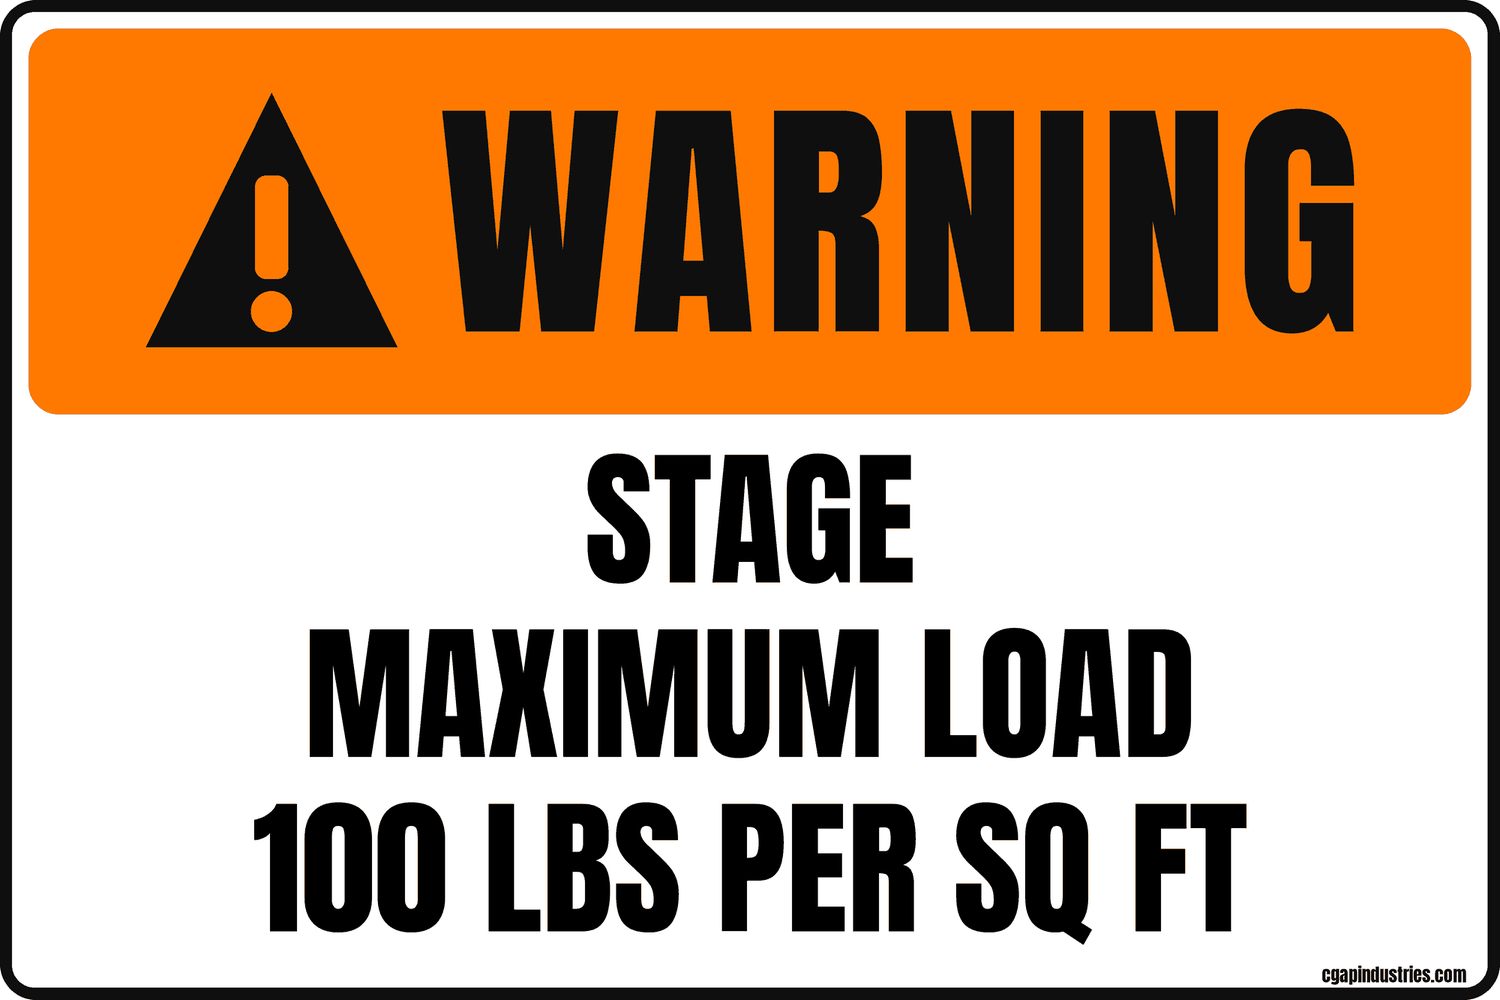 WARNING
STAGE
MAXIMUM LOAD
100 LBS PER SQ FT
cgapindustries.com